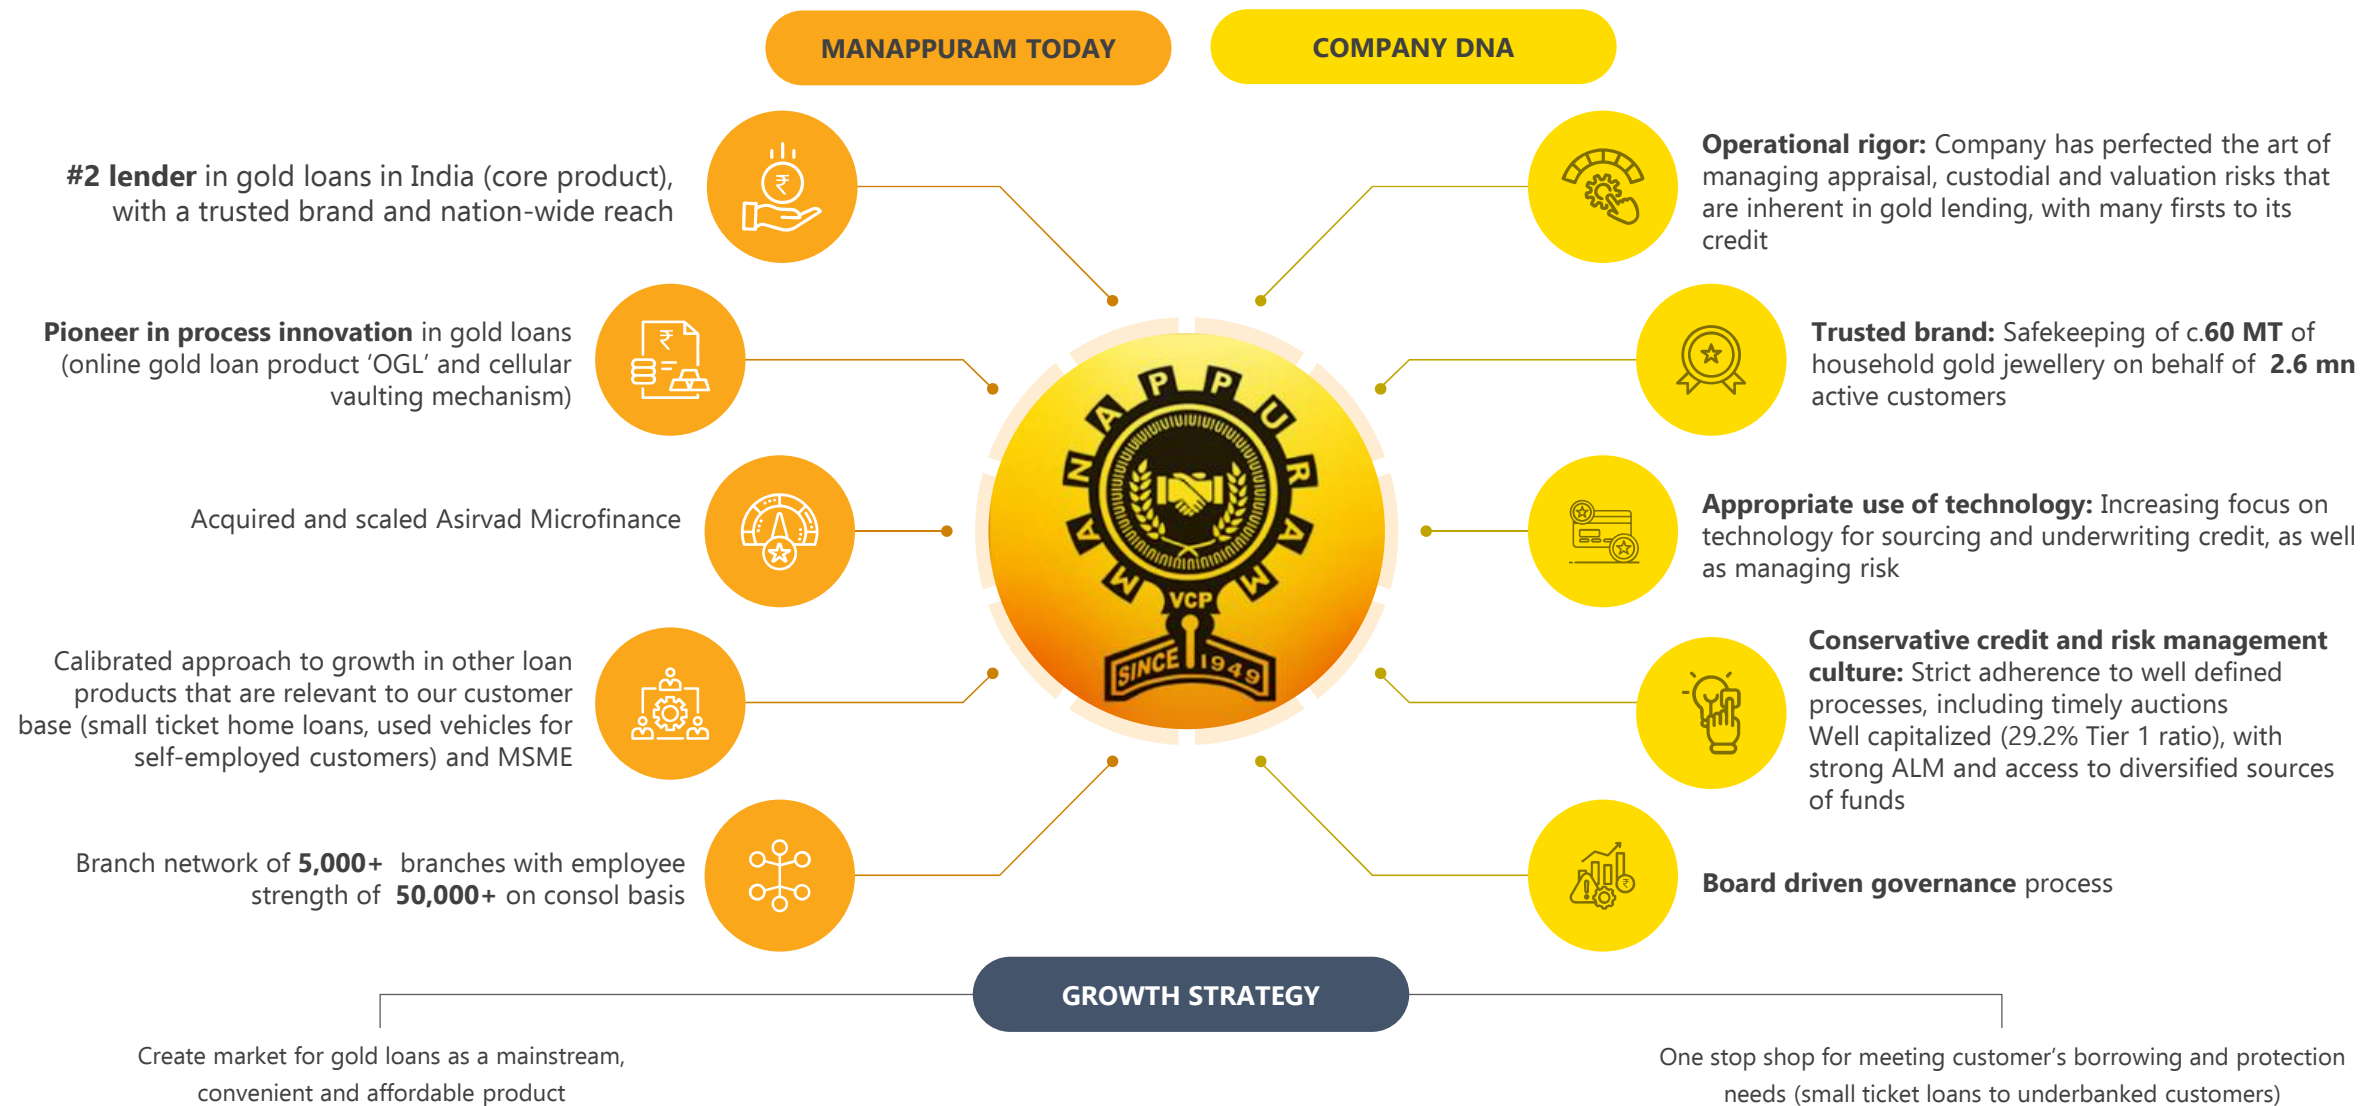 MANAPPURAM TODAY
#2 lender in gold loans in India (core product),
with a trusted brand and nation-wide reach
Pioneer in process innovation in gold loans
(online gold loan product ‘OGL’ and cellular
vaulting mechanism)
Acquired and scaled Asirvad Microfinance
Calibrated approach to growth in other loan
products that are relevant to our customer
base (small ticket home loans, used vehicles for
self-employed customers) and MSME
Branch network of 5,000+ branches with employee
strength of 50,000+ on consol basis
MANAPPURAM
VCP
SINCE 1949
COMPANY DNA
Operational rigor: Company has perfected the art of
managing appraisal, custodial and valuation risks that
are inherent in gold lending, with many firsts to its
credit
Trusted brand: Safekeeping of c.60 MT of
household gold jewellery on behalf of 2.6 mn
active customers
Appropriate use of technology: Increasing focus on
technology for sourcing and underwriting credit, as well
as managing risk
Conservative credit and risk management
culture: Strict adherence to well defined
processes, including timely auctions
Well capitalized (29.2% Tier 1 ratio), with
strong ALM and access to diversified sources
of funds
Board driven governance process
GROWTH STRATEGY
Create market for gold loans as a mainstream,
convenient and affordable product
One stop shop for meeting customer’s borrowing and protection
needs (small ticket loans to underbanked customers)